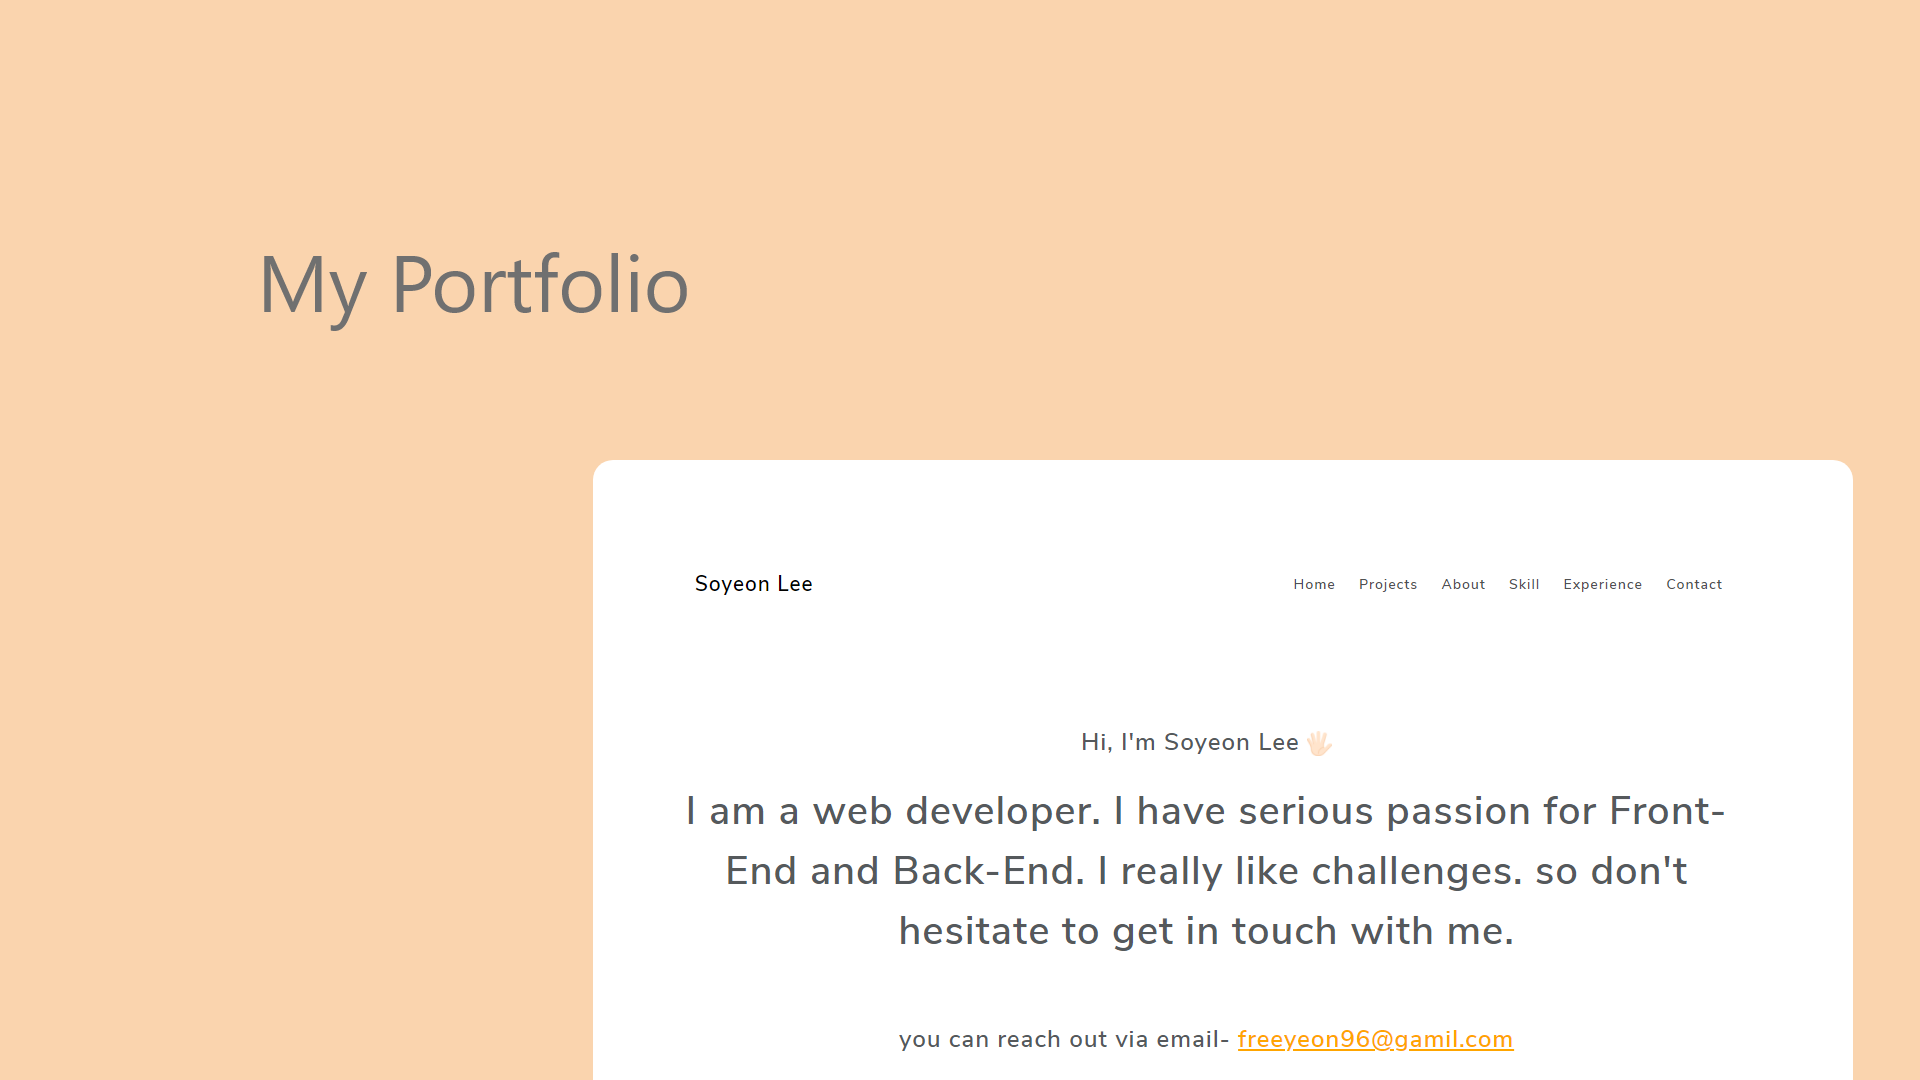 My Portfolio
Soyeon Lee Home Projects About Skill Experience Contact
Hi, I'm Soyeon Lee 🖐🏻
I am a web developer. I have serious passion for Front-
End and Back-End. I really like challenges. so don't
hesitate to get in touch with me.
you can reach out via email- freeyeon96@gamil.com